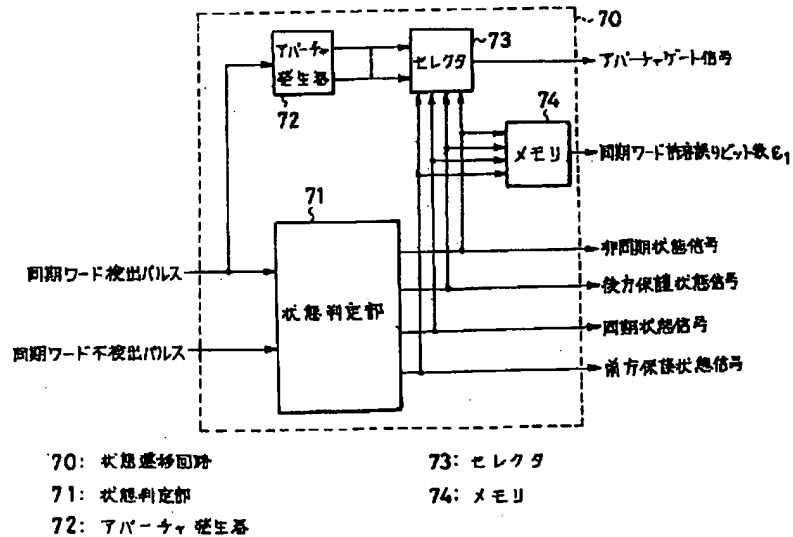 70
73
アパーチャ
発生器
セレクタ
アパーチャゲート信号
72
74
メモリ
同期ワード許容誤りビット数 ε1
71
同期ワード検出パルス
状態判定部
非同期状態信号
後方保護状態信号
同期ワード不検出パルス
同期状態信号
前方保護状態信号
70: 状態遷移回路
73: セレクタ
71: 状態判定部
74: メモリ
72: アパーチャ発生器